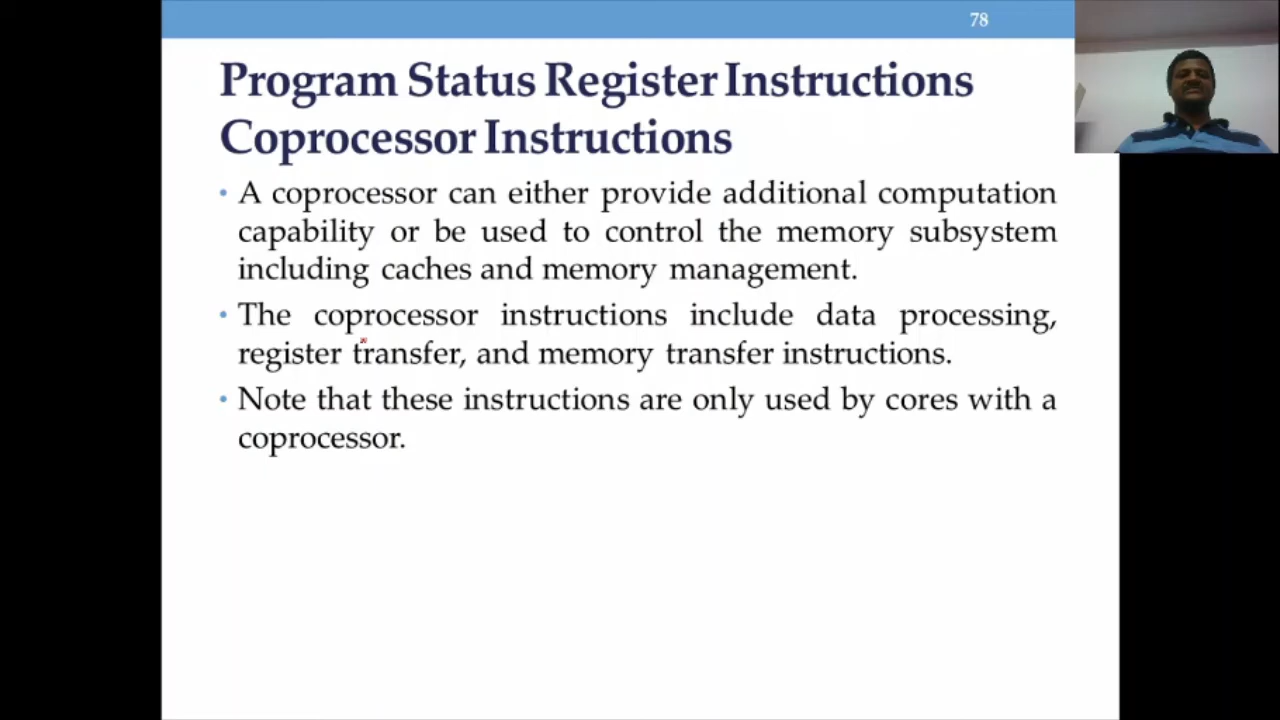 78
Program Status Register Instructions
Coprocessor Instructions
• A coprocessor can either provide additional computation
capability or be used to control the memory subsystem
including caches and memory management.
• The coprocessor instructions include data processing,
register transfer, and memory transfer instructions.
• Note that these instructions are only used by cores with a
coprocessor.